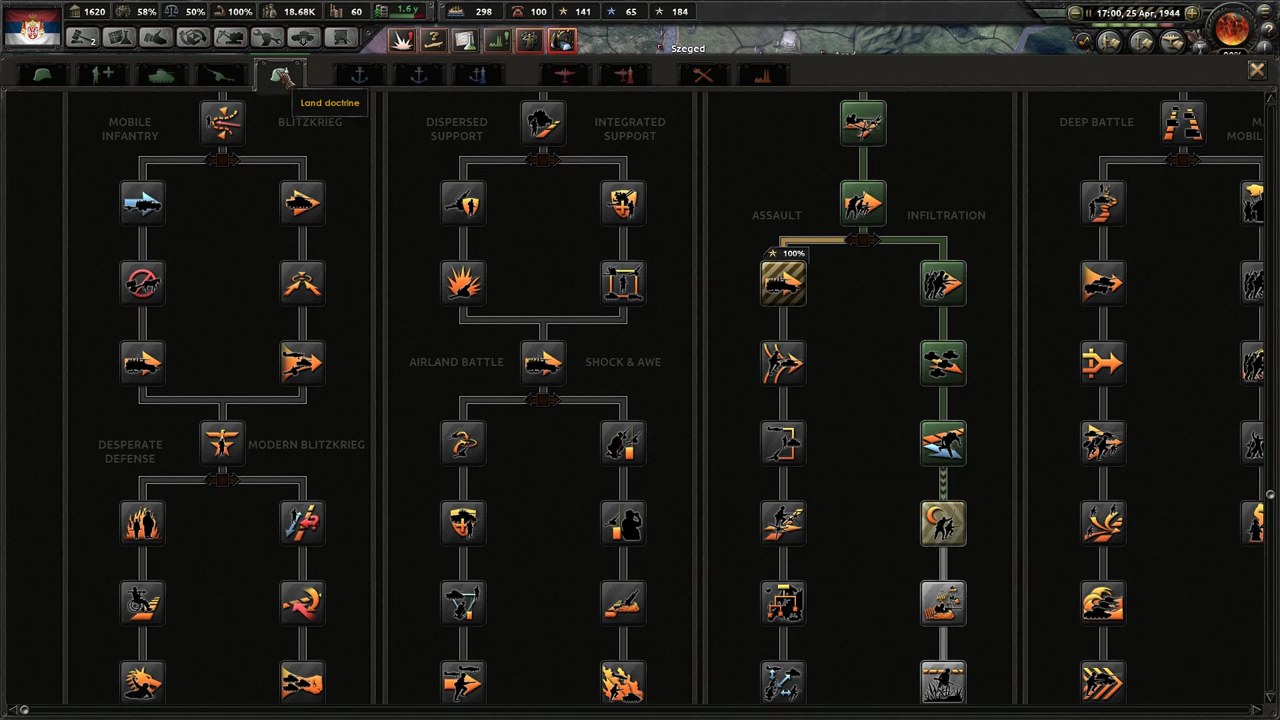 1620
58%
50%
100%
18.68K
60
1.6 y
298
100
141
65
184
17:00, 25 Apr, 1944
2
Szeged
Land doctrine
MOBILE
INFANTRY
BLITZKRIEG
DISPERSED
SUPPORT
INTEGRATED
SUPPORT
DEEP BATTLE
ASSAULT
INFILTRATION
100%
AIRLAND BATTLE
SHOCK & AWE
DESPERATE
DEFENSE
MODERN BLITZKRIEG